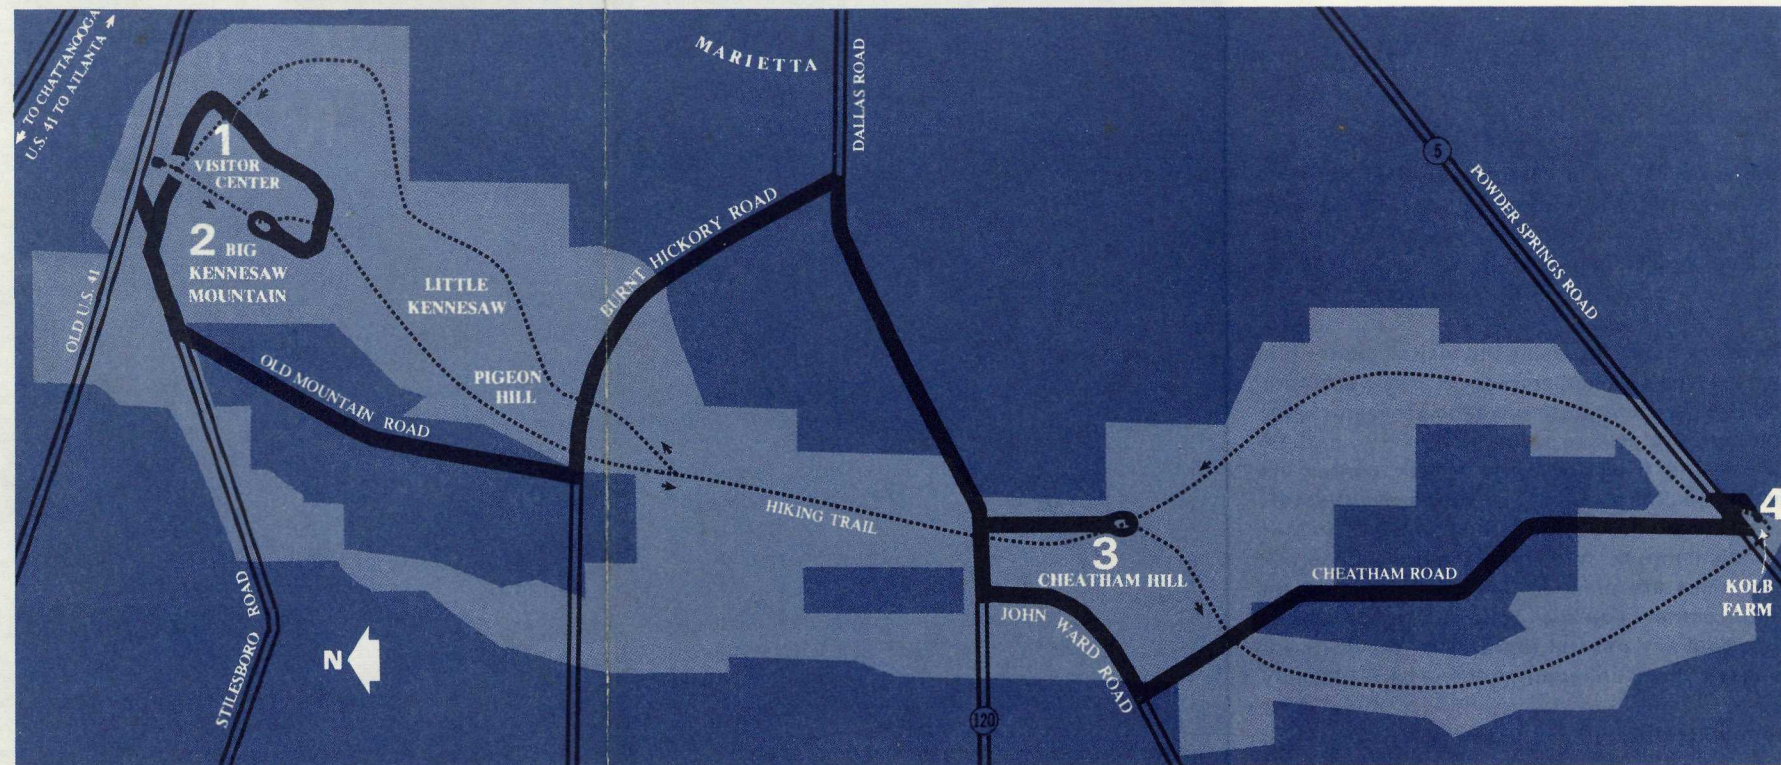 TO CHATTANOOGA
U.S. 41 TO ATLANTA
MARIETTA
DALLAS ROAD
5
POWDER SPRINGS ROAD
1
VISITOR
CENTER
2 BIG
KENNESAW
MOUNTAIN
OLD U.S. 41
LITTLE
KENNESAW
BURNT HICKORY ROAD
PIGEON
HILL
OLD MOUNTAIN ROAD
HIKING TRAIL
3
CHEATHAM HILL
CHEATHAM ROAD
4
KOLB
FARM
JOHN WARD ROAD
STILESBORO ROAD
N
120